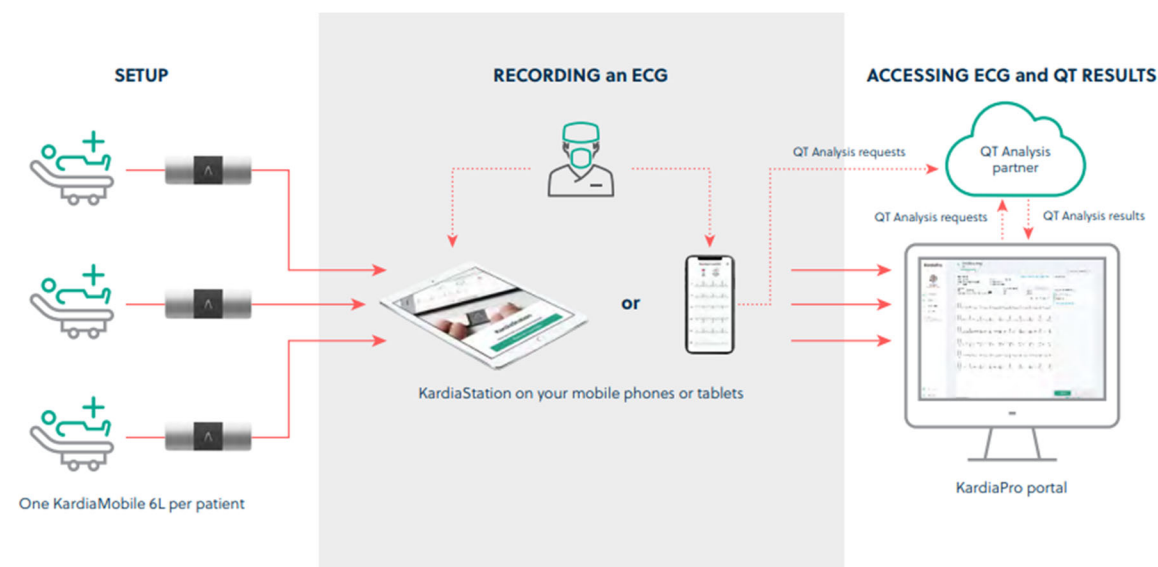 SETUP
RECORDING an ECG
ACCESSING ECG and QT RESULTS
QT Analysis requests
QT Analysis
partner
QT Analysis requests
QT Analysis results
or
KardiaStation
KardiaStation on your mobile phones or tablets
One KardiaMobile 6L per patient
KardiaPro portal